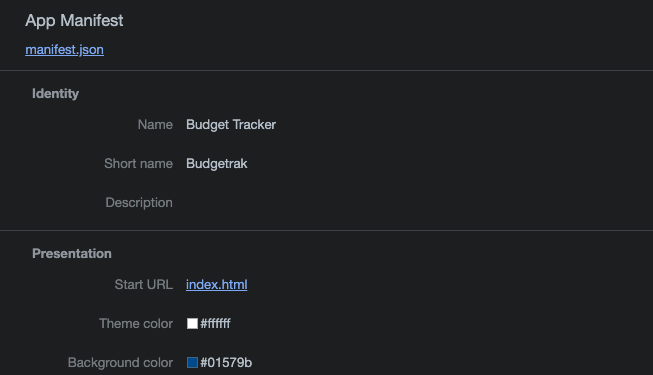 App Manifest
manifest.json
Identity
Name Budget Tracker
Short name Budgetrak
Description
Presentation
Start URL index.html
Theme color #ffffff
Background color #01579b